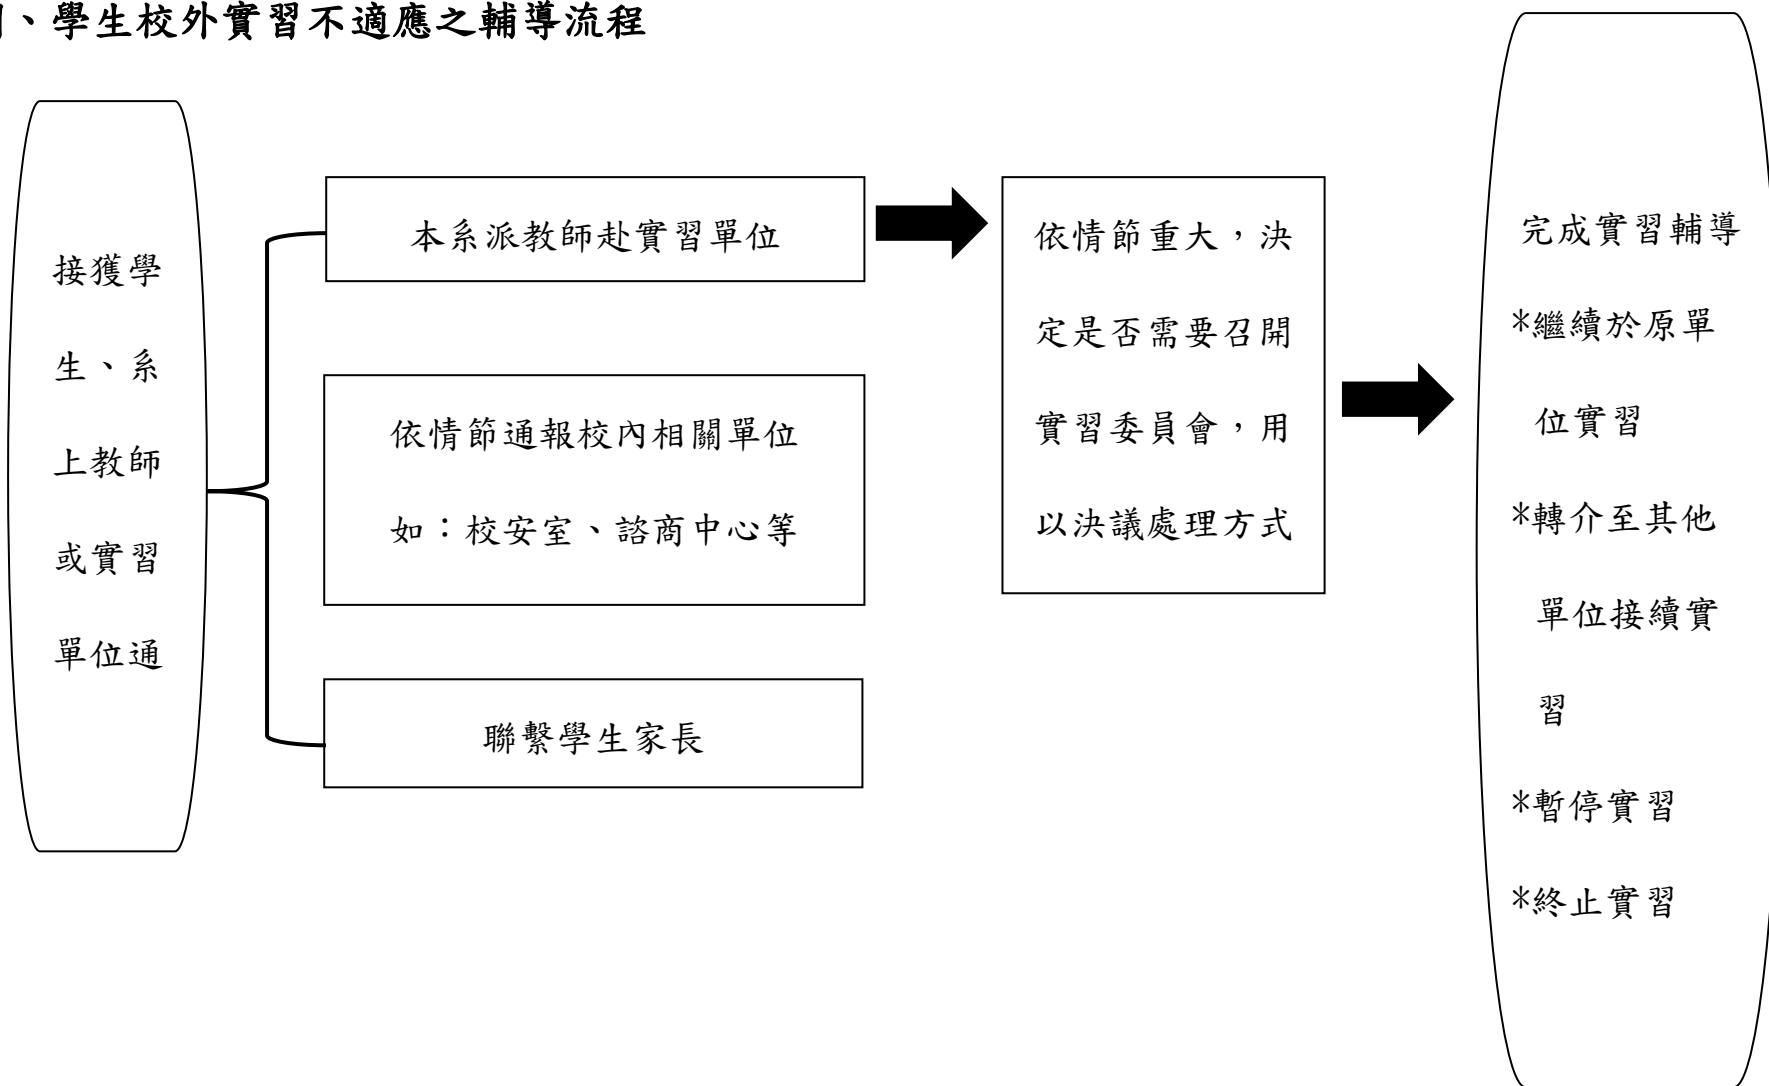 、學生校外實習不適應之輔導流程
接獲學
生、系
上教師
或實習
單位通
本系派教師赴實習單位
依情節通報校內相關單位
如：校安室、諮商中心等
聯繫學生家長
依情節重大，決
定是否需要召開
實習委員會，用
以決議處理方式
完成實習輔導
*繼續於原單
位實習
*轉介至其他
單位接續實
習
*暫停實習
*終止實習